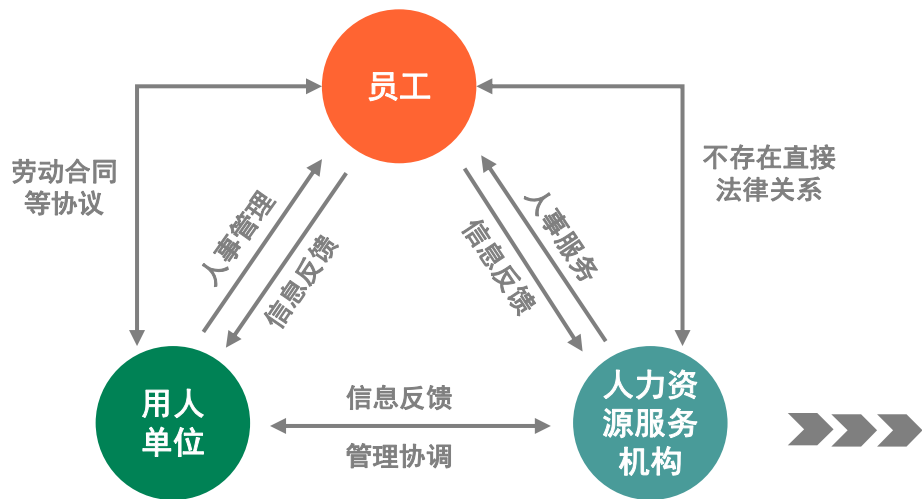 员工
劳动合同
等协议
不存在直接
法律关系
人事管理
信息反馈
人事服务
信息反馈
用人
单位
信息反馈
管理协调
人力资
源服务
机构